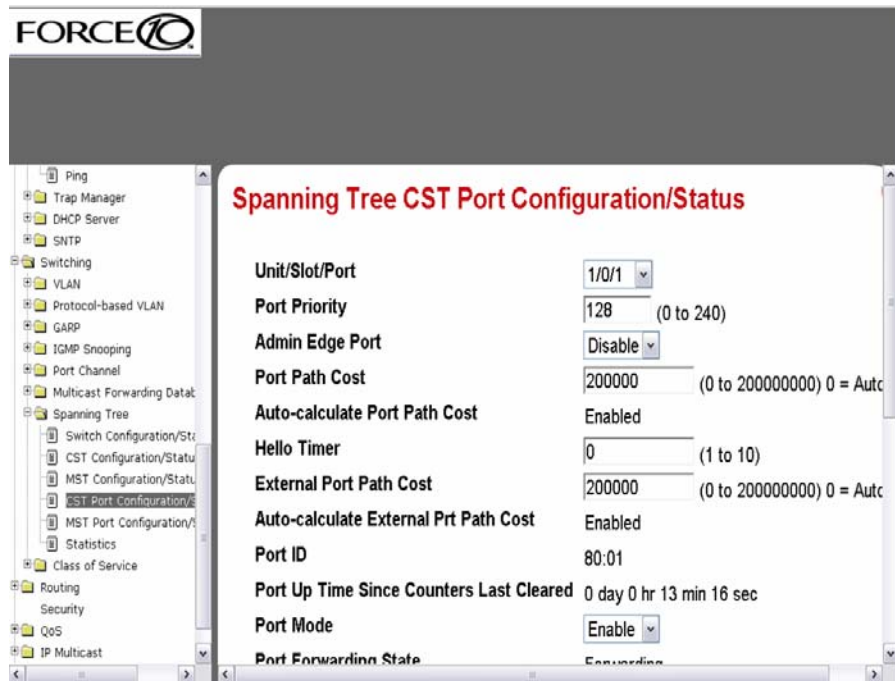 FORCE10
Ping
Trap Manager
DHCP Server
SNTP
Switching
VLAN
Protocol-based VLAN
GARP
IGMP Snooping
Port Channel
Multicast Forwarding Datab
Spanning Tree
Switch Configuration/Sta
CST Configuration/Statu
MST Configuration/Statu
CST Port Configuration/S
MST Port Configuration/S
Statistics
Class of Service
Routing
Security
QoS
IP Multicast
Spanning Tree CST Port Configuration/Status
Unit/Slot/Port 1/0/1
Port Priority 128 (0 to 240)
Admin Edge Port Disable
Port Path Cost 200000 (0 to 200000000) 0 = Auto
Auto-calculate Port Path Cost Enabled
Hello Timer 0 (1 to 10)
External Port Path Cost 200000 (0 to 200000000) 0 = Auto
Auto-calculate External Prt Path Cost Enabled
Port ID 80:01
Port Up Time Since Counters Last Cleared 0 day 0 hr 13 min 16 sec
Port Mode Enable
Port Forwarding State Forwarding